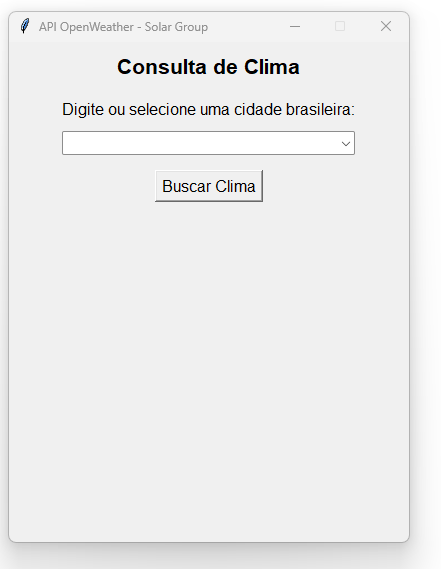 API OpenWeather - Solar Group
Consulta de Clima
Digite ou selecione uma cidade brasileira:
Buscar Clima